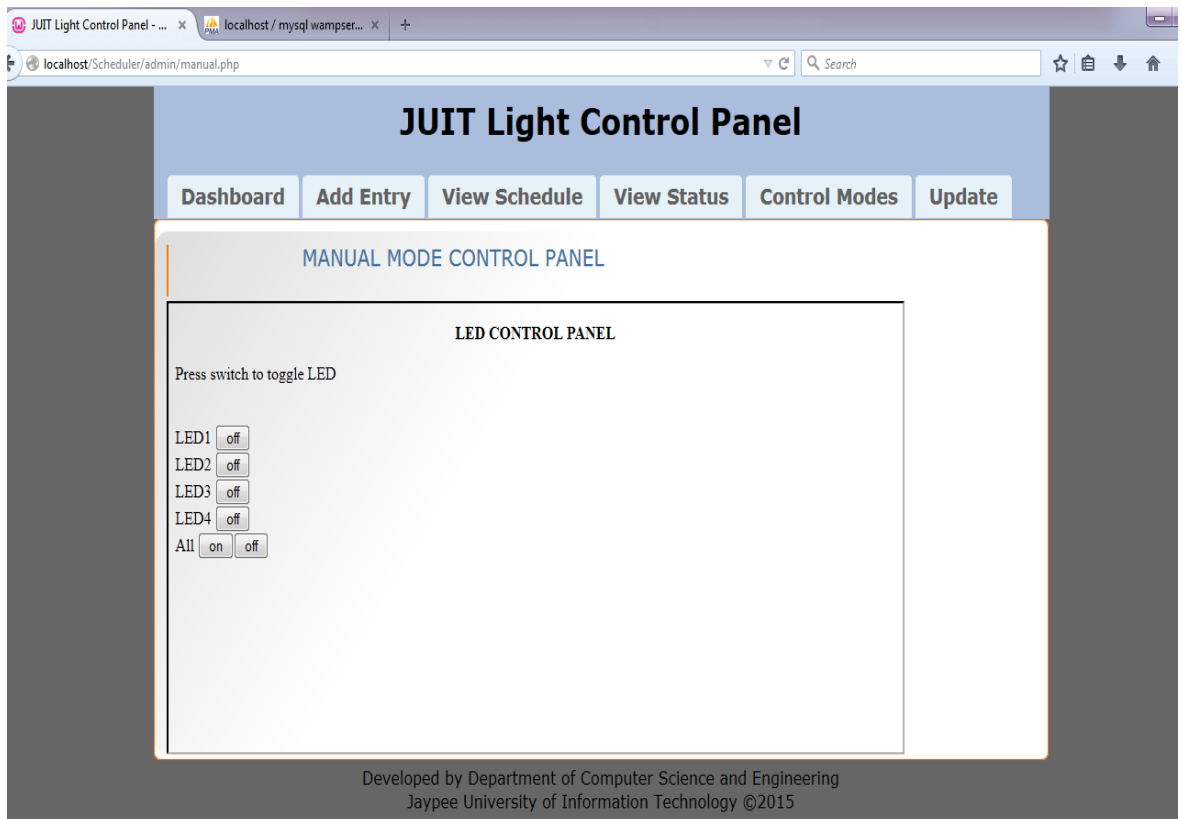 JUIT Light Control Panel - ...
localhost / mysql wampser...
localhost/Scheduler/admin/manual.php
Search
JUIT Light Control Panel
Dashboard Add Entry View Schedule View Status Control Modes Update
MANUAL MODE CONTROL PANEL
LED CONTROL PANEL
Press switch to toggle LED
LED1 off
LED2 off
LED3 off
LED4 off
All on off
Developed by Department of Computer Science and Engineering
Jaypee University of Information Technology ©2015